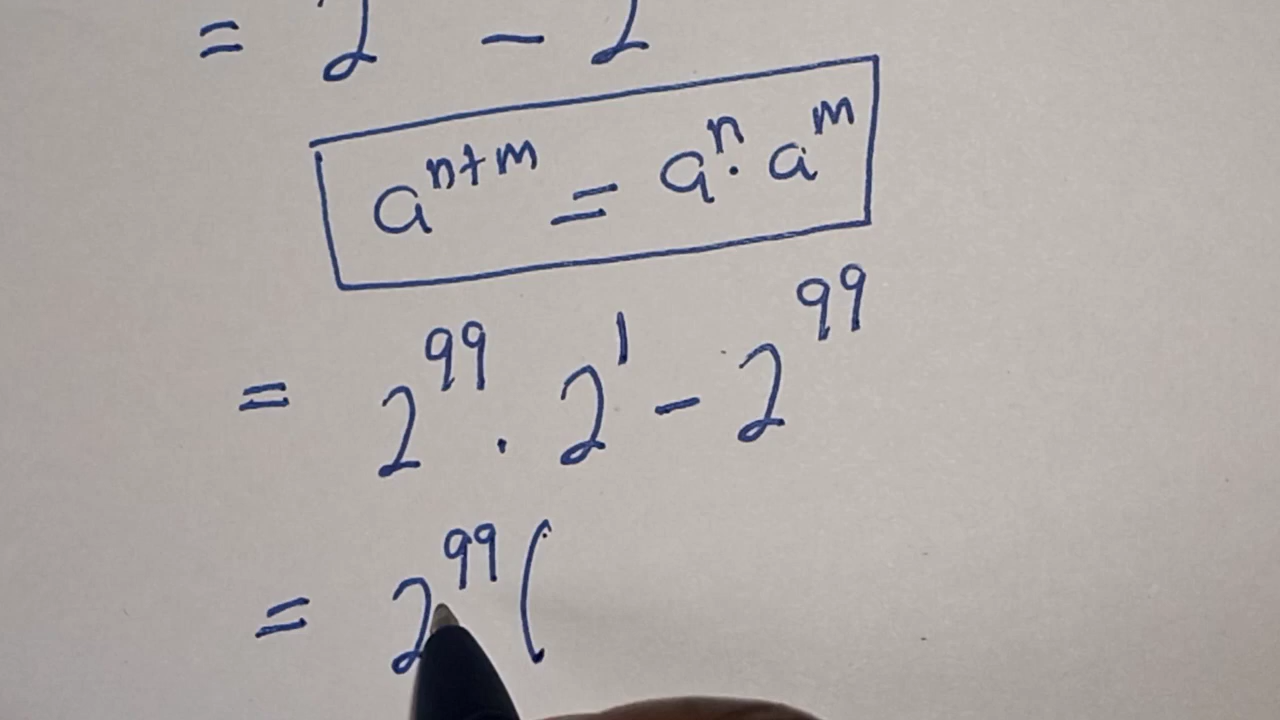 = 2 - 2
a^{n+m} = a^n · a^m
= 2^{99} · 2^1 - 2^{99}
= 2^{99} (